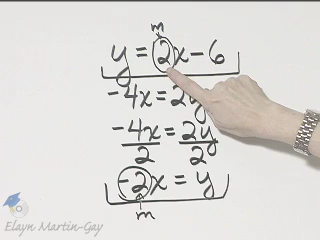 m
y = 2x - 6
-4x = 2y
-4x/2 = 2y/2
-2x = y
m
Elayn Martin-Gay